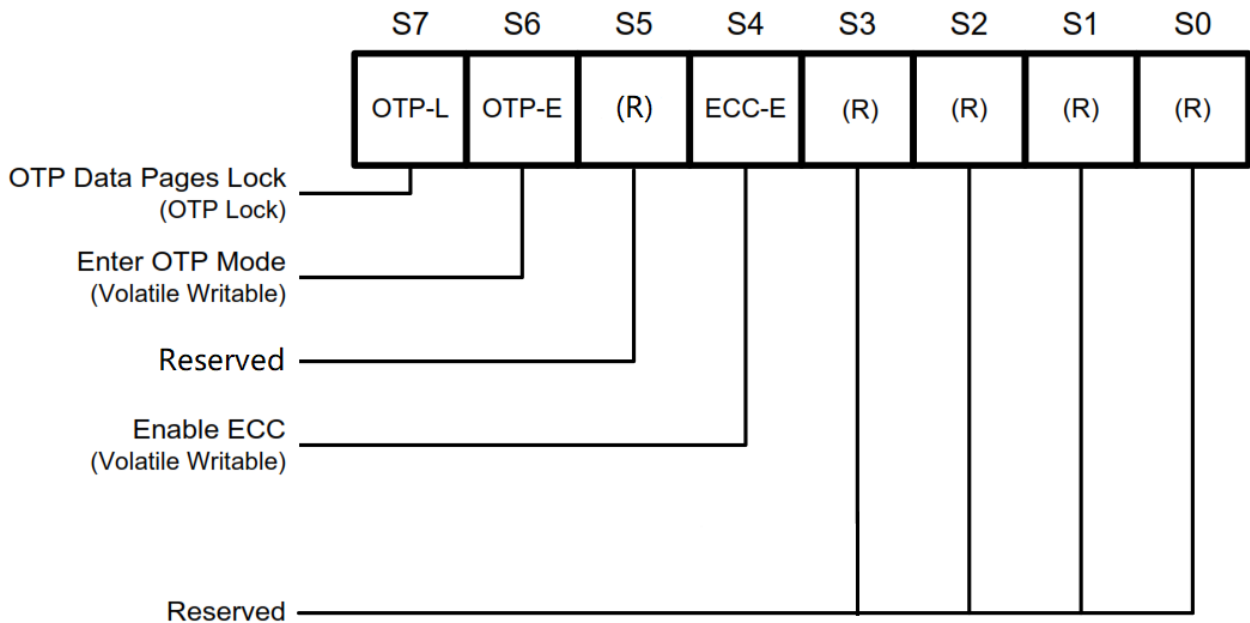 S7 S6 S5 S4 S3 S2 S1 S0
OTP-L OTP-E (R) ECC-E (R) (R) (R) (R)
OTP Data Pages Lock
(OTP Lock)
Enter OTP Mode
(Volatile Writable)
Reserved
Enable ECC
(Volatile Writable)
Reserved